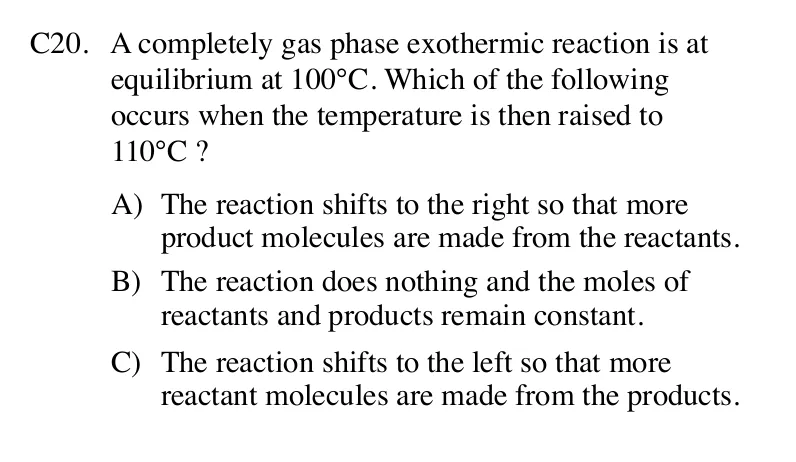 C20. A completely gas phase exothermic reaction is at
equilibrium at 100°C. Which of the following
occurs when the temperature is then raised to
110°C ?
A) The reaction shifts to the right so that more
product molecules are made from the reactants.
B) The reaction does nothing and the moles of
reactants and products remain constant.
C) The reaction shifts to the left so that more
reactant molecules are made from the products.